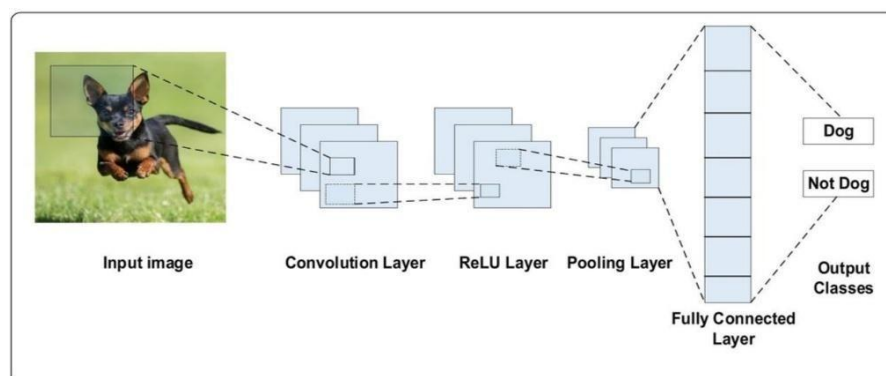 Dog
Not Dog
Input image
Convolution Layer
ReLU Layer
Pooling Layer
Output
Classes
Fully Connected
Layer